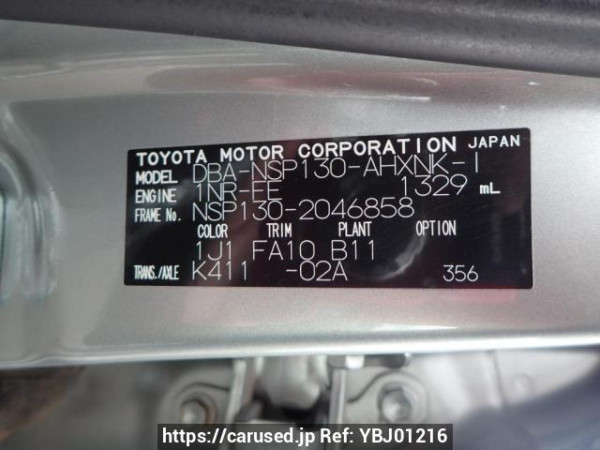 TOYOTA MOTOR CORPORATION JAPAN
MODEL DBA-NSP130-AHXNK-I
ENGINE 1NR-FE 1329 mL
FRAME No. NSP130-2046858
COLOR TRIM PLANT OPTION
1J1 FA10 B11
TRANS./AXLE K411 -02A 356
https://carused.jp Ref: YBJ01216